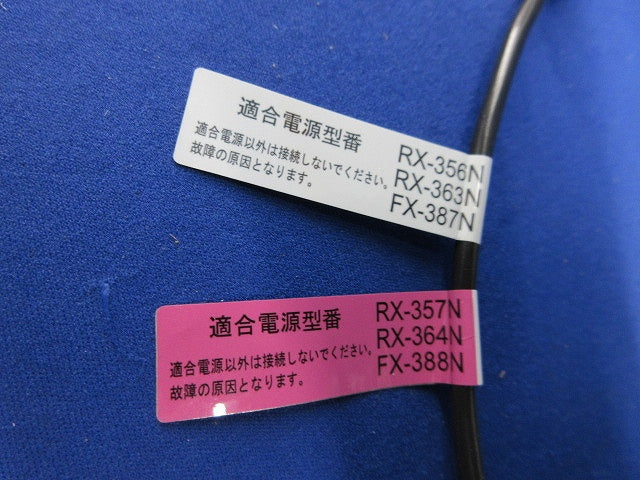 適合電源型番
適合電源以外は接続しないでください。
故障の原因となります。
RX-356N
RX-363N
FX-387N
適合電源型番
適合電源以外は接続しないでください。
故障の原因となります。
RX-357N
RX-364N
FX-388N